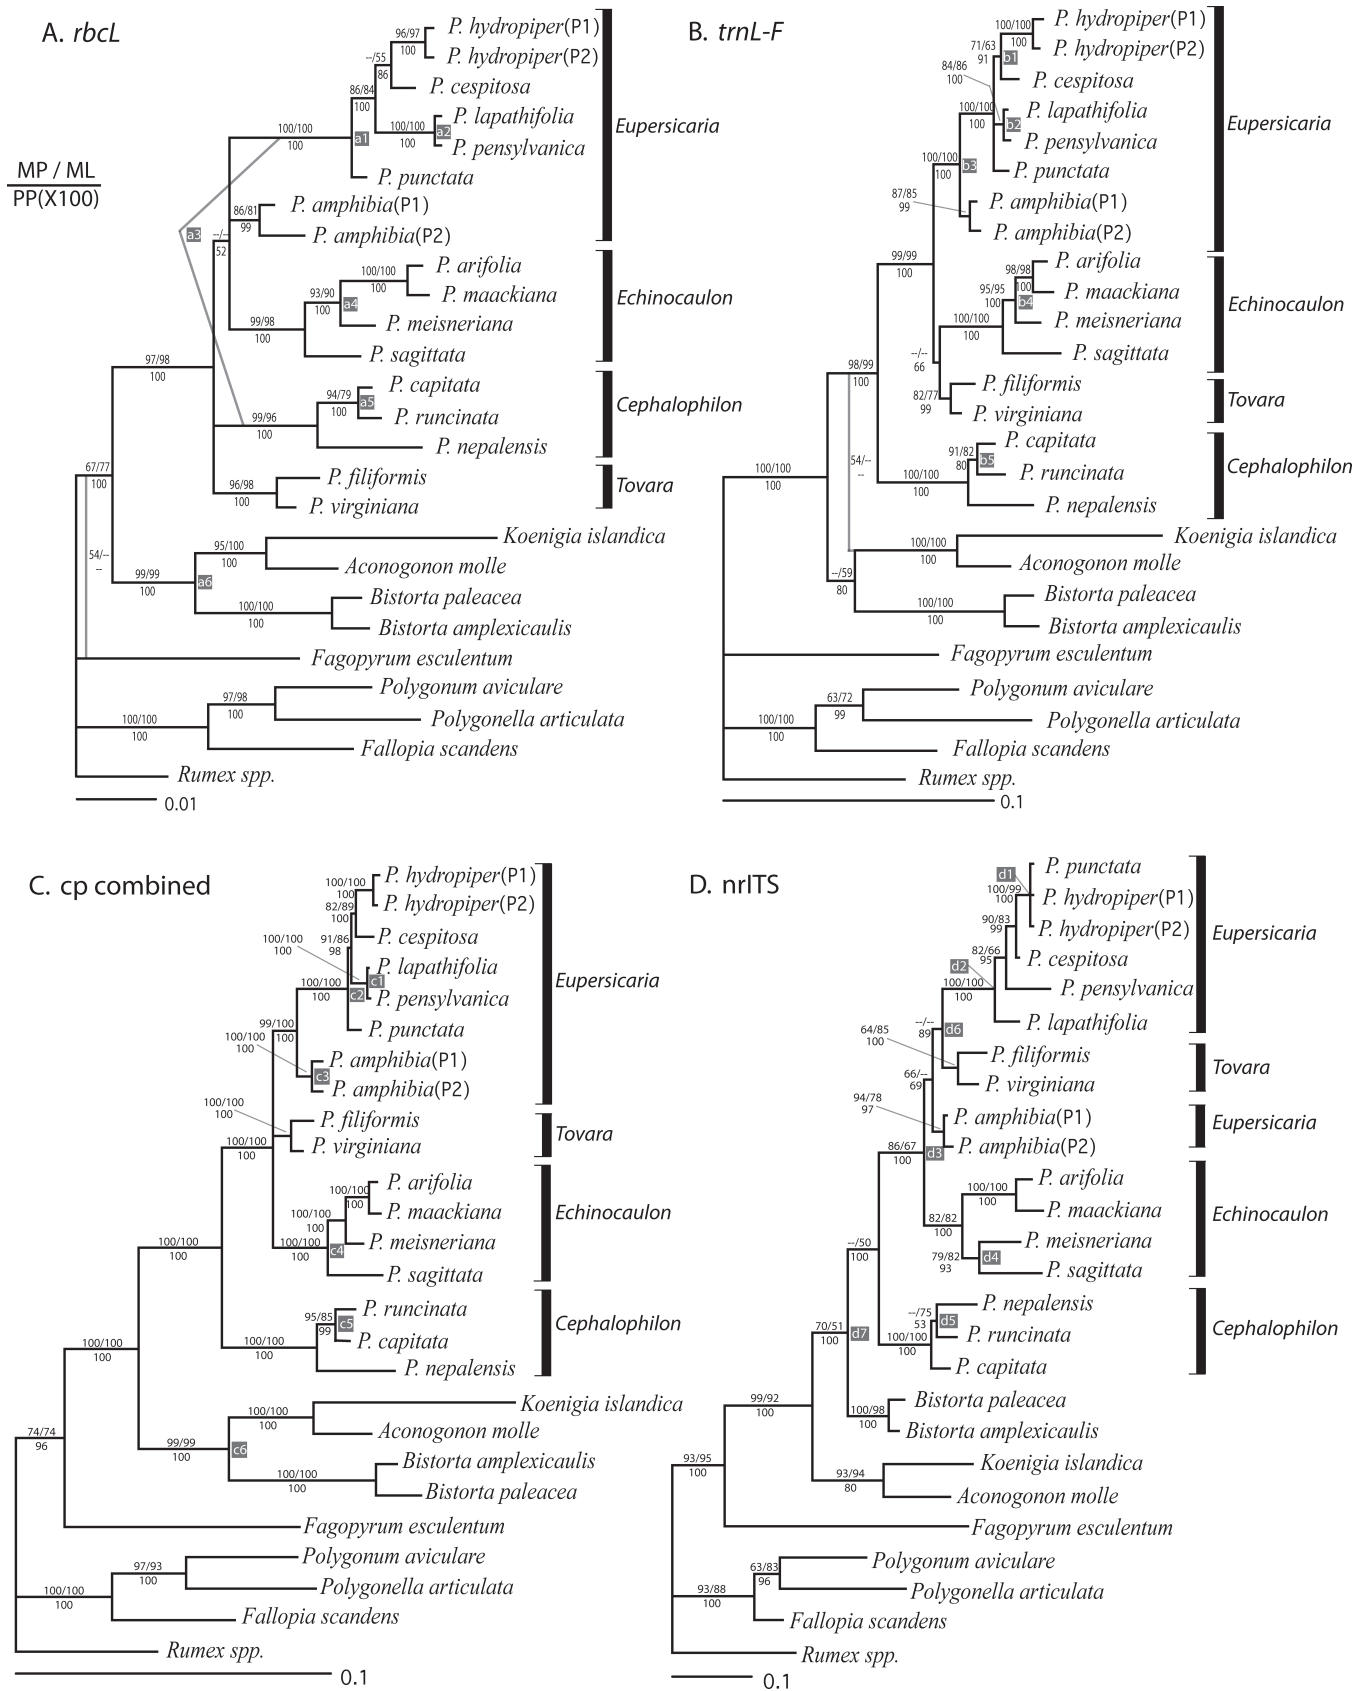 A. rbcL
MP / ML
PP(X100)
96/97
100
P. hydropiper(P1)
P. hydropiper(P2)
--/55
86
P. cespitosa
86/84
100
P. lapathifolia
100/100
100
a2
P. pensylvanica
100/100
100
a1
P. punctata
Eupersicaria
P. amphibia(P1)
86/81
99
P. amphibia(P2)
a3
--/--
52
P. arifolia
100/100
100
P. maackiana
93/90
100
a4
P. meisneriana
99/98
100
P. sagittata
Echinocaulon
97/98
100
P. capitata
94/79
100
a5
P. runcinata
99/96
100
P. nepalensis
Cephalophilon
67/77
100
P. filiformis
96/98
100
P. virginiana
Tovara
Koenigia islandica
95/100
100
Aconogonon molle
54/--
--
99/99
100
a6
Bistorta paleacea
100/100
100
Bistorta amplexicaulis
Fagopyrum esculentum
Polygonum aviculare
97/98
100
Polygonella articulata
100/100
100
Fallopia scandens
Rumex spp.
0.01
B. trnL-F
100/100
100
P. hydropiper(P1)
P. hydropiper(P2)
71/63
91
b1
P. cespitosa
84/86
100
P. lapathifolia
100/100
100
b2
P. pensylvanica
100/100
100
b3
P. punctata
Eupersicaria
87/85
99
P. amphibia(P1)
P. amphibia(P2)
99/99
100
P. arifolia
98/98
100
P. maackiana
95/95
100
b4
P. meisneriana
100/100
100
P. sagittata
Echinocaulon
--/--
66
P. filiformis
82/77
99
P. virginiana
Tovara
98/99
100
P. capitata
91/82
80
b5
P. runcinata
100/100
100
P. nepalensis
Cephalophilon
54/--
--
100/100
100
Koenigia islandica
100/100
100
Aconogonon molle
--/59
80
Bistorta paleacea
100/100
100
Bistorta amplexicaulis
Fagopyrum esculentum
Polygonum aviculare
63/72
99
Polygonella articulata
100/100
100
Fallopia scandens
Rumex spp.
0.1
C. cp combined
P. hydropiper(P1)
100/100
100
P. hydropiper(P2)
82/89
100
P. cespitosa
91/86
98
100/100
100
P. lapathifolia
c1
100/100
100
c2
P. pensylvanica
P. punctata
Eupersicaria
99/100
100
100/100
100
P. amphibia(P1)
c3
P. amphibia(P2)
100/100
100
P. filiformis
P. virginiana
Tovara
100/100
100
P. arifolia
100/100
100
P. maackiana
100/100
100
P. meisneriana
100/100
100
c4
P. sagittata
Echinocaulon
100/100
100
P. runcinata
95/85
99
c5
P. capitata
100/100
100
P. nepalensis
Cephalophilon
100/100
100
Koenigia islandica
100/100
100
Aconogonon molle
99/99
100
c6
Bistorta amplexicaulis
100/100
100
Bistorta paleacea
74/74
96
Fagopyrum esculentum
Polygonum aviculare
97/93
100
Polygonella articulata
100/100
100
Fallopia scandens
Rumex spp.
0.1
D. nrITS
P. punctata
d1
100/99
100
P. hydropiper(P1)
90/83
99
P. hydropiper(P2)
82/66
95
P. cespitosa
d2
100/100
100
P. pensylvanica
P. lapathifolia
Eupersicaria
--/--
89
d6
64/85
100
P. filiformis
P. virginiana
Tovara
66/--
69
94/78
97
P. amphibia(P1)
P. amphibia(P2)
Eupersicaria
86/67
100
d3
P. arifolia
100/100
100
P. maackiana
82/82
100
P. meisneriana
79/82
93
d4
P. sagittata
Echinocaulon
--/50
100
P. nepalensis
--/75
53
d5
P. runcinata
100/100
100
P. capitata
Cephalophilon
70/51
100
d7
Bistorta paleacea
100/98
100
Bistorta amplexicaulis
99/92
100
Koenigia islandica
93/94
80
Aconogonon molle
93/95
100
Fagopyrum esculentum
Polygonum aviculare
63/83
96
Polygonella articulata
93/88
100
Fallopia scandens
Rumex spp.
0.1